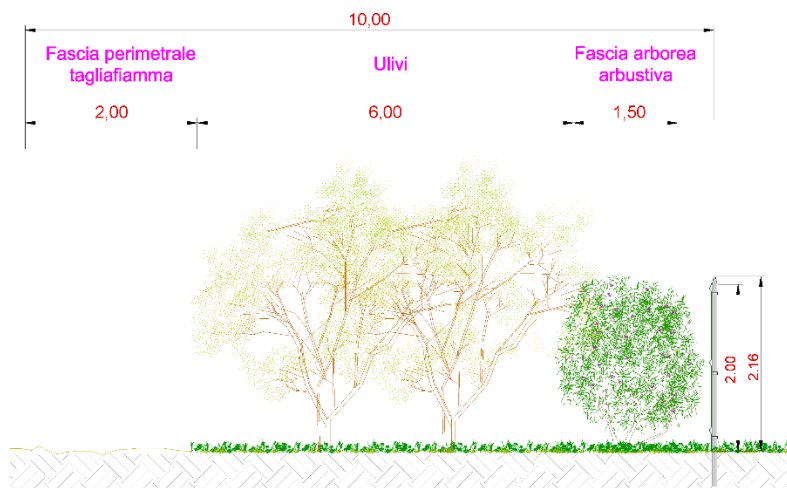 10,00
Fascia perimetrale
tagliafiamma
Ulivi
Fascia arborea
arbustiva
2,00
6,00
1,50
2.00
2.16